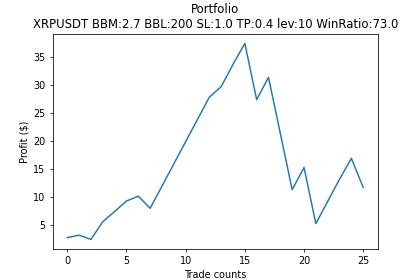 Portfolio
XRPUSDT BBM:2.7 BBL:200 SL:1.0 TP:0.4 lev:10 WinRatio:73.0
Profit ($)
35
30
25
20
15
10
5
0 5 10 15 20 25
Trade counts